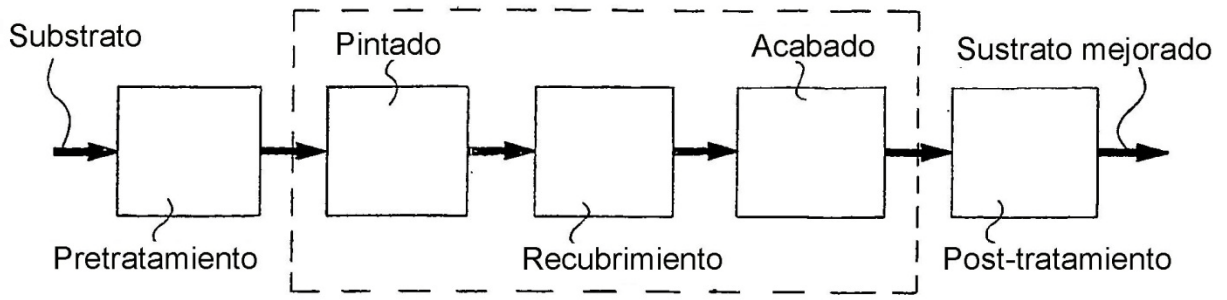 Substrato
Pintado
Acabado
Sustrato mejorado
Pretratamiento
Recubrimiento
Post-tratamiento